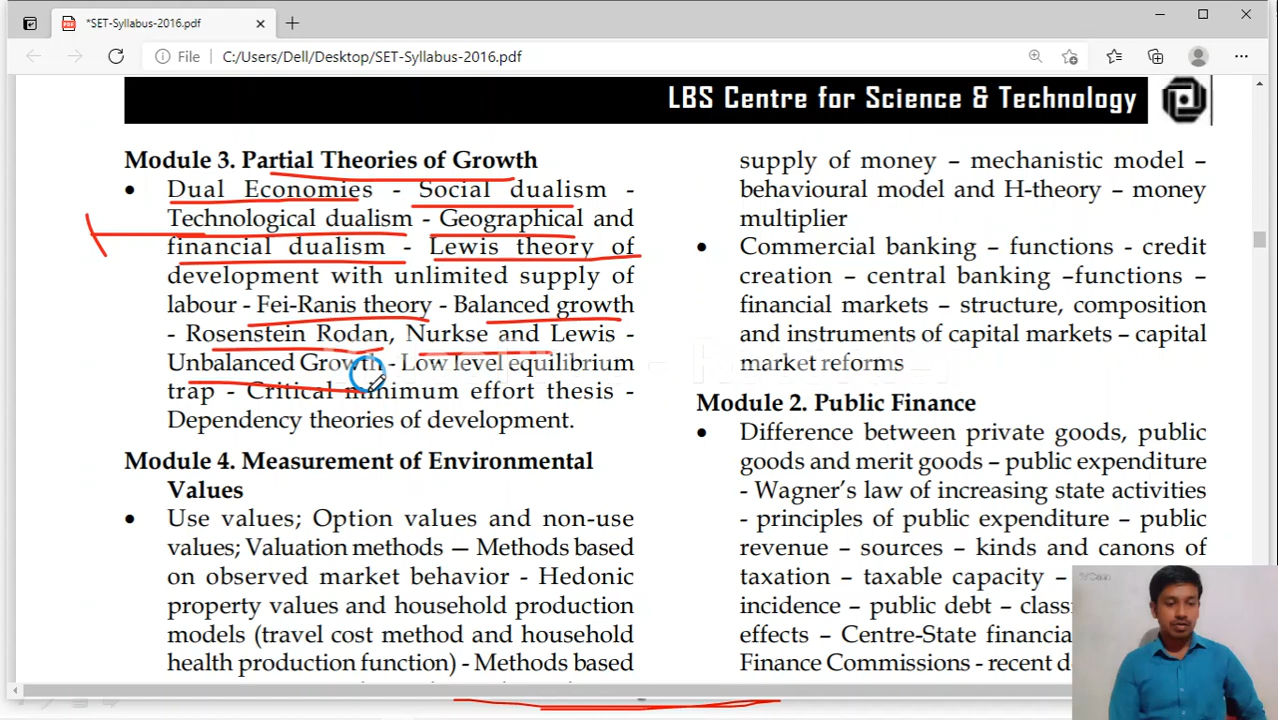 *SET-Syllabus-2016.pdf
File
C:/Users/Dell/Desktop/SET-Syllabus-2016.pdf
LBS Centre for Science & Technology
Module 3. Partial Theories of Growth
• Dual Economies - Social dualism -
Technological dualism - Geographical and
financial dualism - Lewis theory of
development with unlimited supply of
labour - Fei-Ranis theory - Balanced growth
- Rosenstein Rodan, Nurkse and Lewis -
Unbalanced Growth - Low level equilibrium
trap - Critical minimum effort thesis -
Dependency theories of development.
Module 4. Measurement of Environmental
Values
• Use values; Option values and non-use
values; Valuation methods — Methods based
on observed market behavior - Hedonic
property values and household production
models (travel cost method and household
health production function) - Methods based
supply of money – mechanistic model –
behavioural model and H-theory – money
multiplier
• Commercial banking – functions - credit
creation – central banking –functions –
financial markets – structure, composition
and instruments of capital markets – capital
market reforms
Module 2. Public Finance
• Difference between private goods, public
goods and merit goods – public expenditure
- Wagner’s law of increasing state activities
- principles of public expenditure – public
revenue – sources – kinds and canons of
taxation – taxable capacity –
incidence – public debt –
effects – Centre-State
Finance Commissions - recent